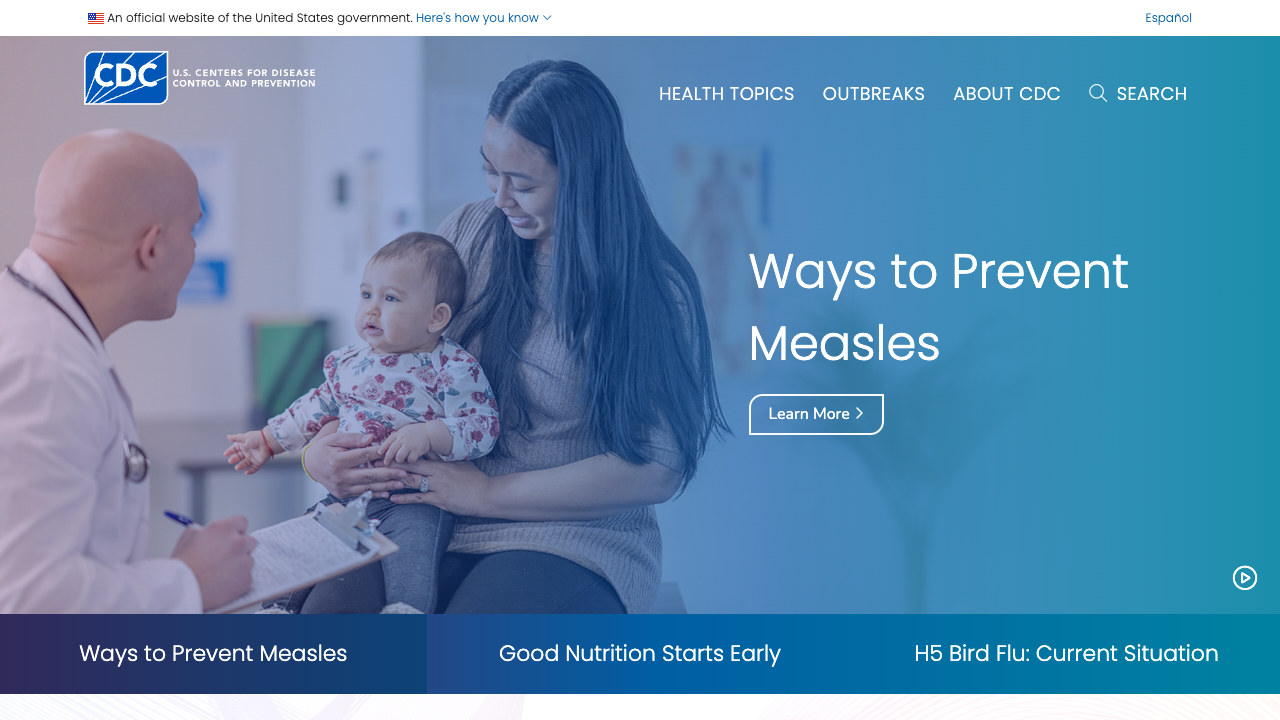 An official website of the United States government. Here's how you know
Español
CDC
U.S. CENTERS FOR DISEASE
CONTROL AND PREVENTION
HEALTH TOPICS
OUTBREAKS
ABOUT CDC
SEARCH
Ways to Prevent
Measles
Learn More
Ways to Prevent Measles
Good Nutrition Starts Early
H5 Bird Flu: Current Situation